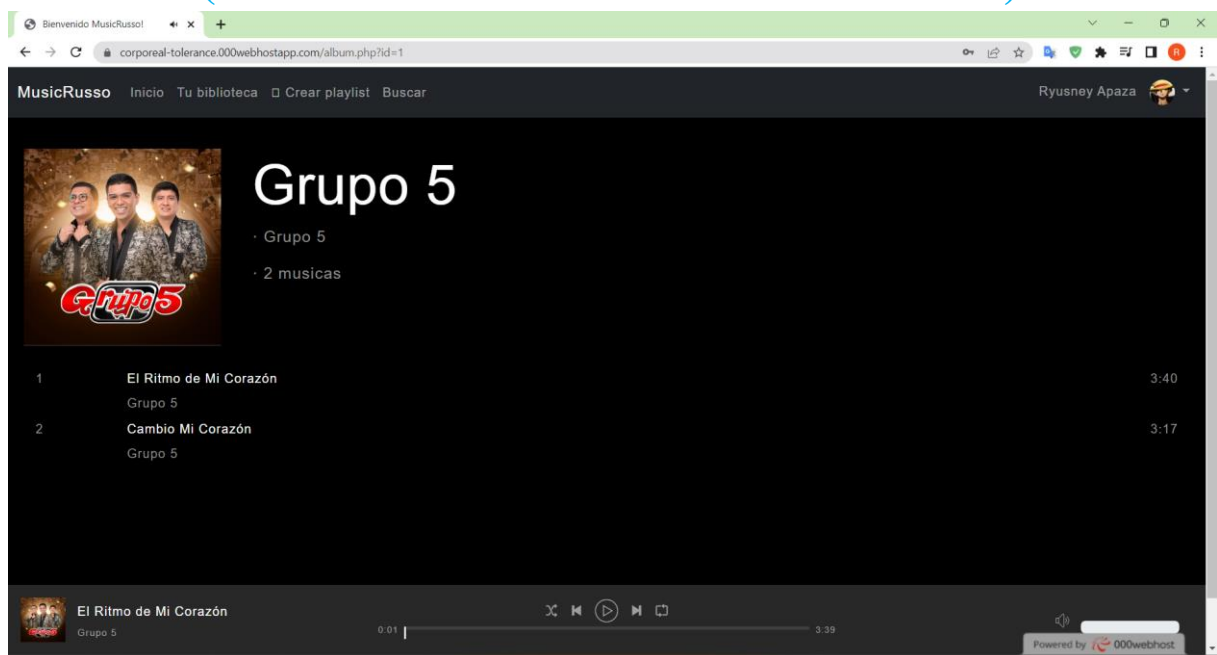 Bienvenido MusicRusso!
corporeal-tolerance.000webhostapp.com/album.php?id=1
R
MusicRusso Inicio Tu biblioteca Crear playlist Buscar Ryusney Apaza
Grupo 5
Grupo 5
· Grupo 5
· 2 musicas
1 El Ritmo de Mi Corazón 3:40
Grupo 5
2 Cambio Mi Corazón 3:17
Grupo 5
El Ritmo de Mi Corazón
Grupo 5
0:01 3:39
Powered by 000webhost